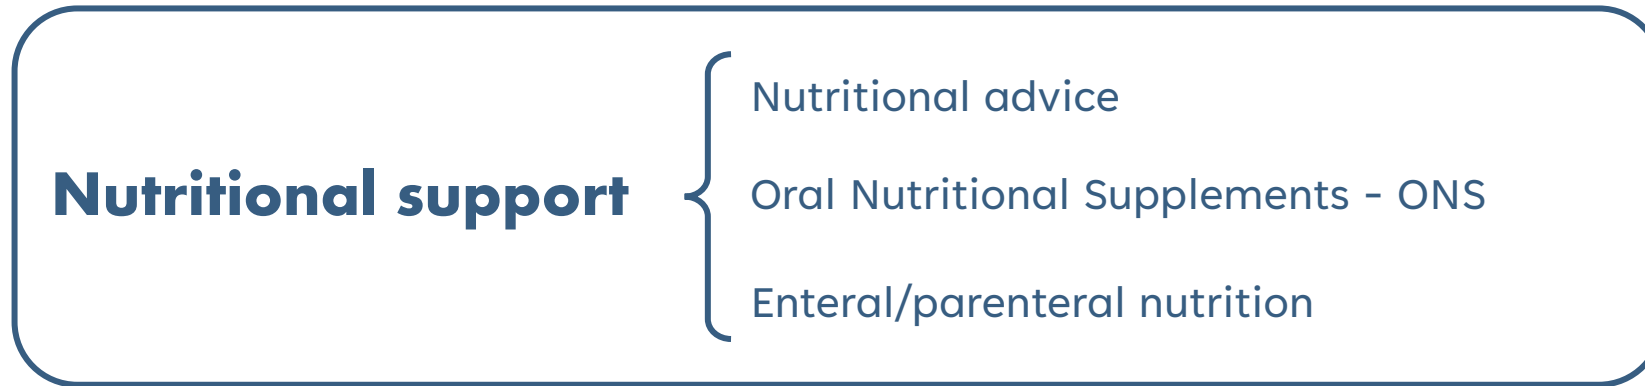 Nutritional support
Nutritional advice
Oral Nutritional Supplements - ONS
Enteral/parenteral nutrition